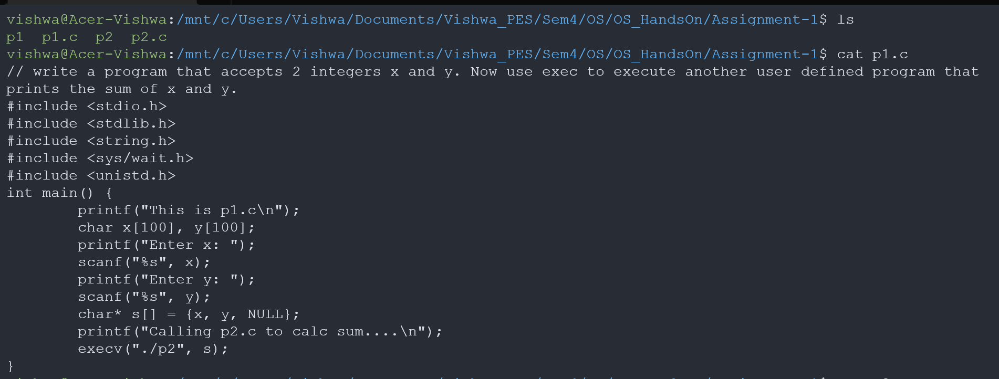 vishwa@Acer-Vishwa:/mnt/c/Users/Vishwa/Documents/Vishwa_PES/Sem4/OS/OS_HandsOn/Assignment-1$ ls
p1  p1.c  p2  p2.c
vishwa@Acer-Vishwa:/mnt/c/Users/Vishwa/Documents/Vishwa_PES/Sem4/OS/OS_HandsOn/Assignment-1$ cat p1.c
// write a program that accepts 2 integers x and y. Now use exec to execute another user defined program that
prints the sum of x and y.
#include <stdio.h>
#include <stdlib.h>
#include <string.h>
#include <sys/wait.h>
#include <unistd.h>
int main() {
        printf("This is p1.c\n");
        char x[100], y[100];
        printf("Enter x: ");
        scanf("%s", x);
        printf("Enter y: ");
        scanf("%s", y);
        char* s[] = {x, y, NULL};
        printf("Calling p2.c to calc sum....\n");
        execv("./p2", s);
}